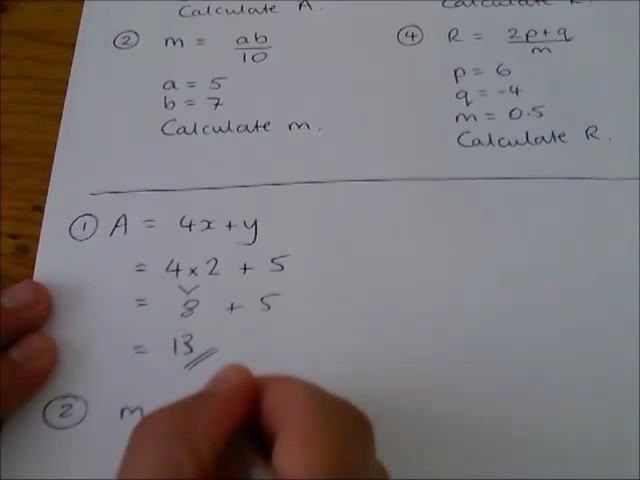 Calculate A.
② m = ab/10
a = 5
b = 7
Calculate m.
Calculate R.
④ R = 2p+q/m
p = 6
q = -4
m = 0.5
Calculate R.
① A = 4x+y
= 4×2 + 5
= 8 + 5
= 13
② m